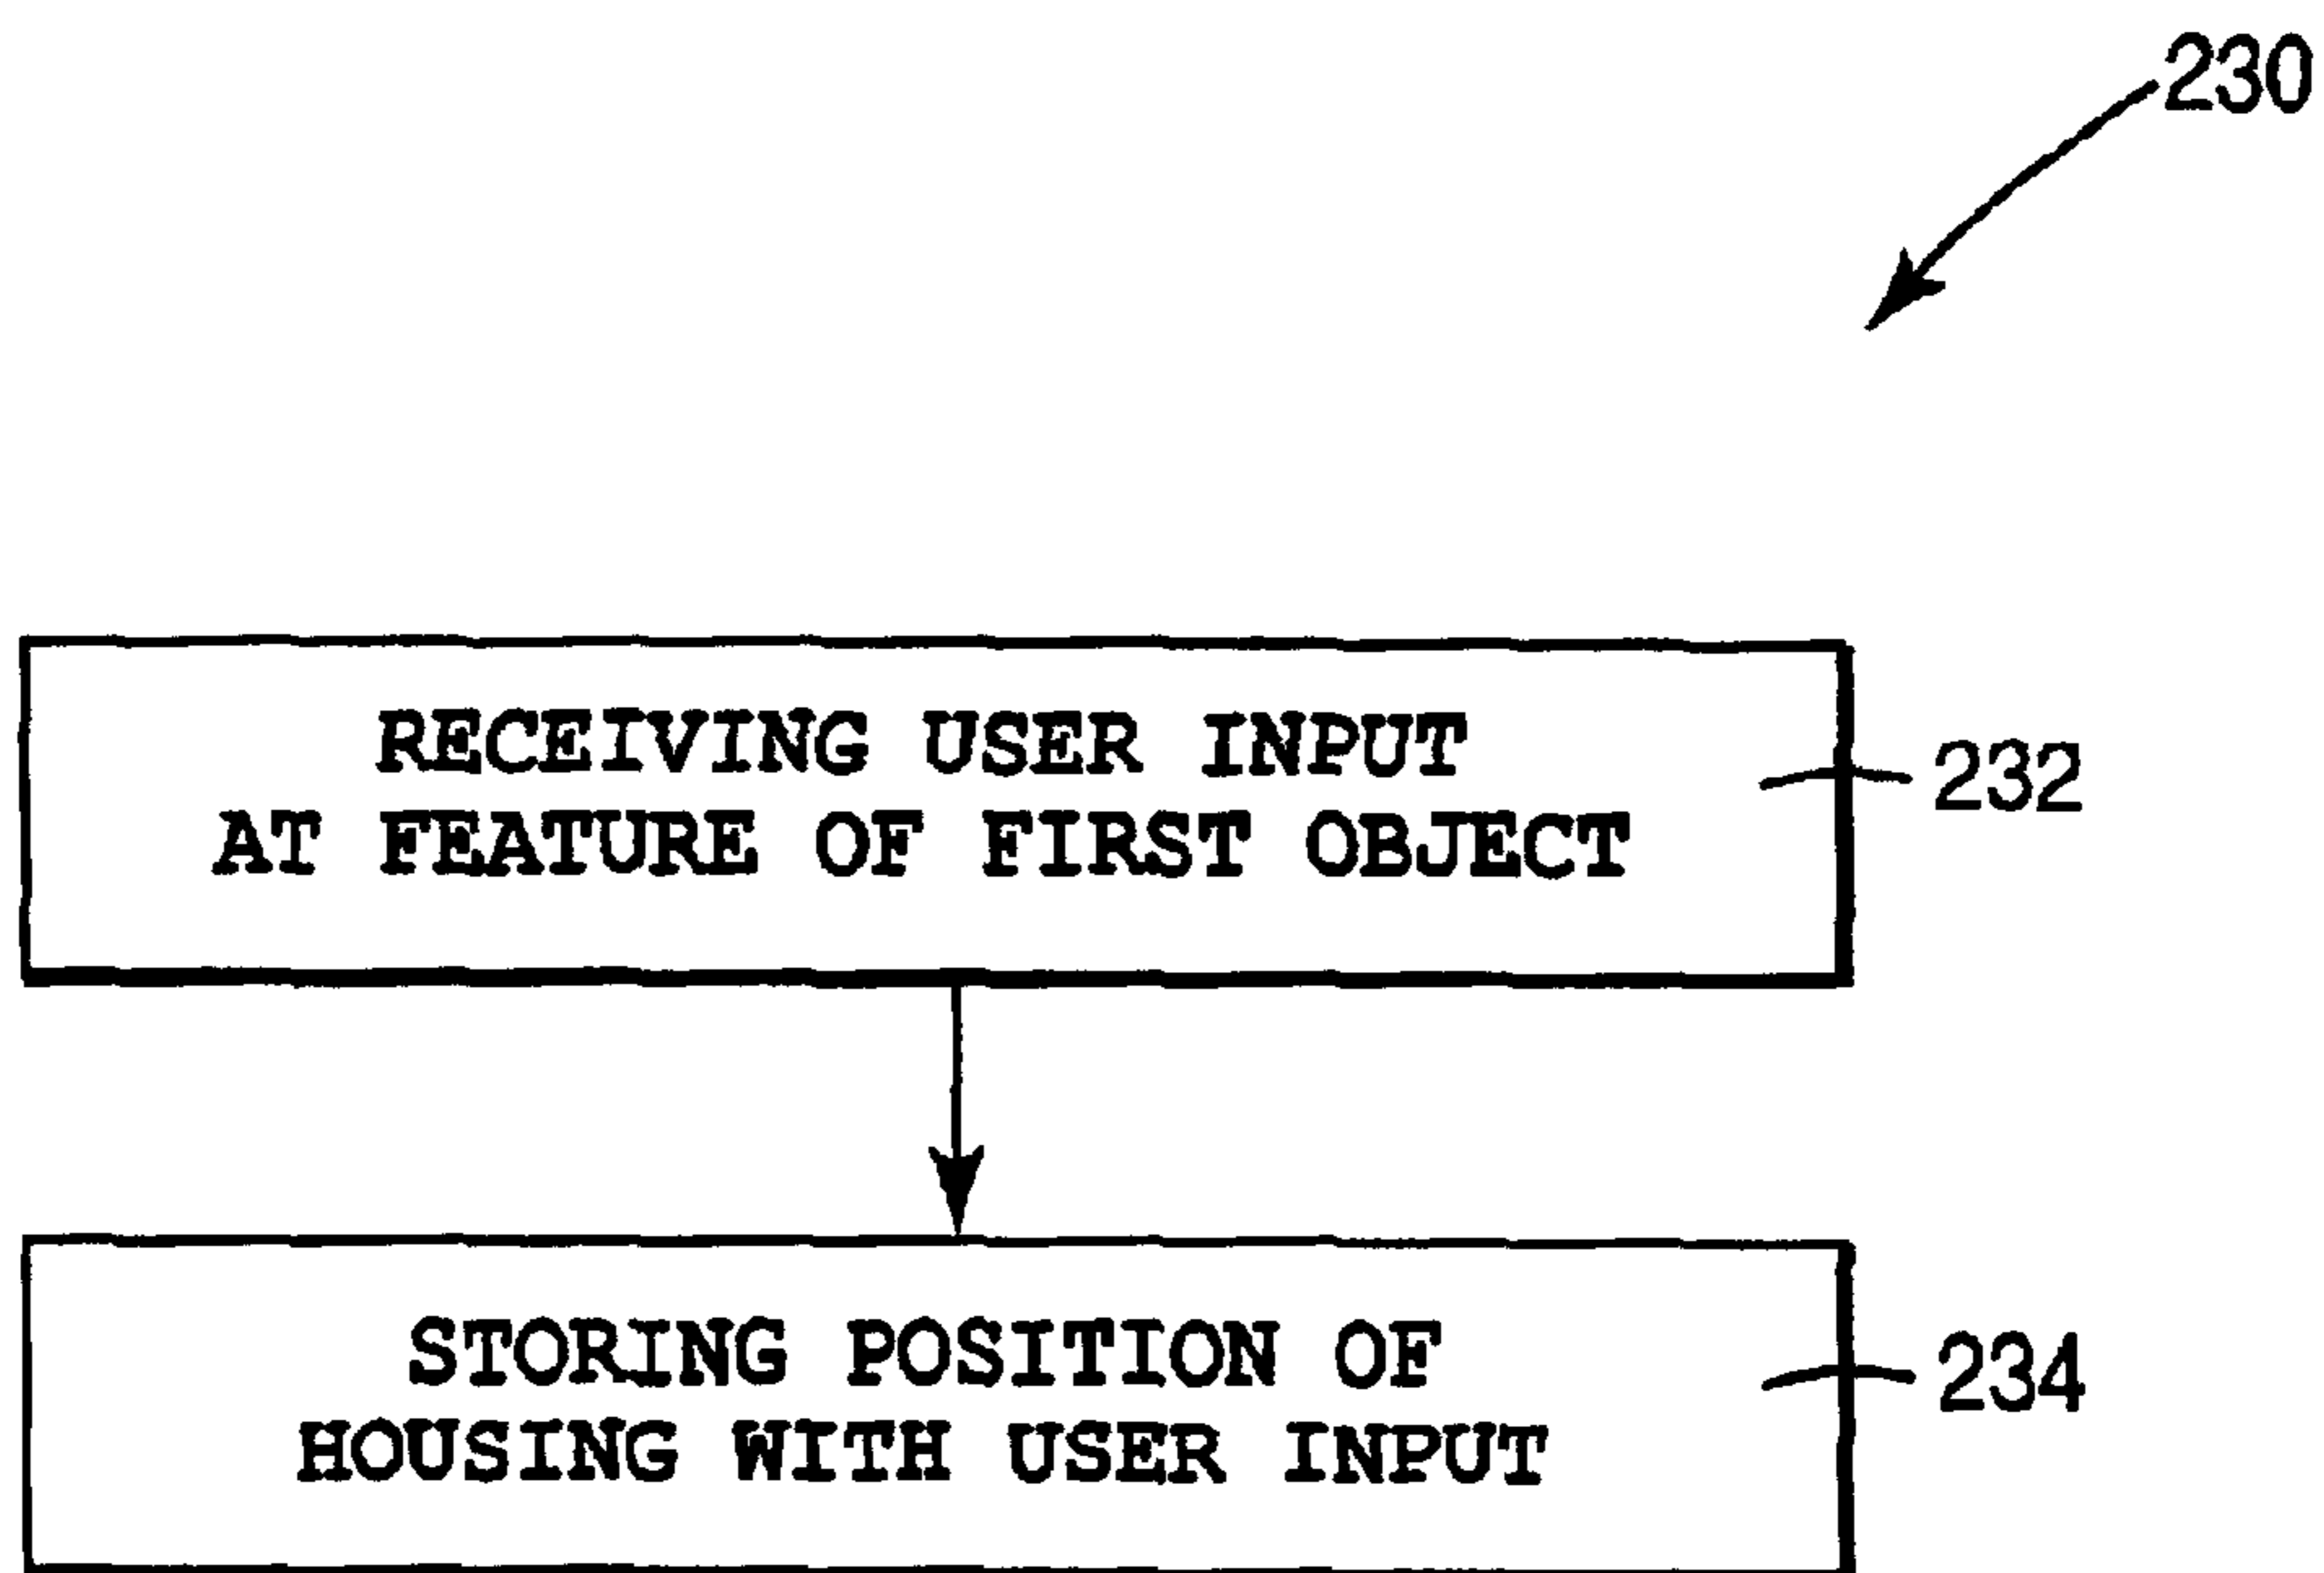 230
RECEIVING USER INPUT
AT FEATURE OF FIRST OBJECT
232
STORING POSITION OF
HOUSING WITH USER INPUT
234